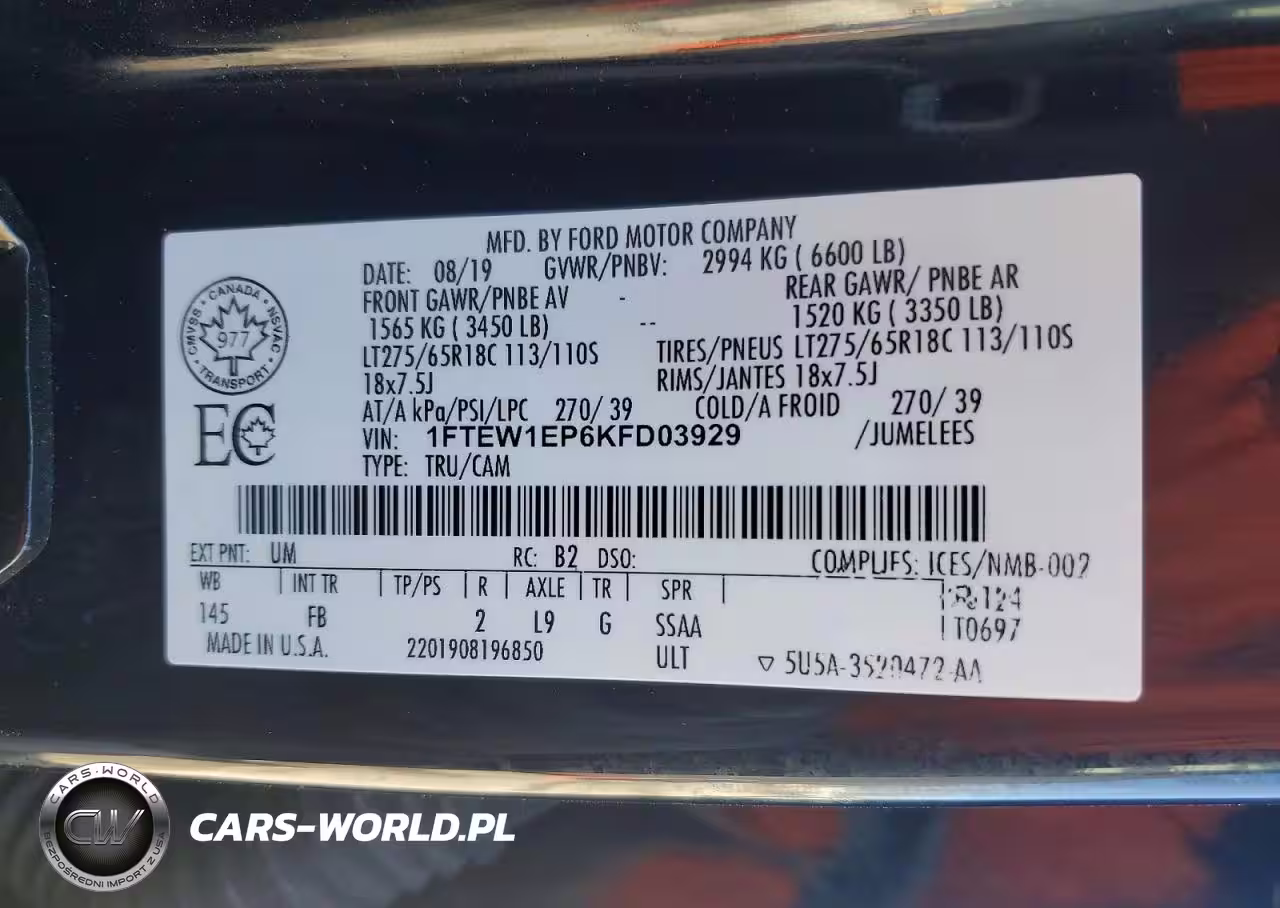 MFD. BY FORD MOTOR COMPANY
DATE: 08/19 GVWR/PNBV: 2994 KG ( 6600 LB)
FRONT GAWR/PNBE AV - REAR GAWR/ PNBE AR
1565 KG ( 3450 LB) -- 1520 KG ( 3350 LB)
LT275/65R18C 113/110S TIRES/PNEUS LT275/65R18C 113/110S
18x7.5J RIMS/JANTES 18x7.5J
AT/A kPa/PSI/LPC 270/ 39 COLD/A FROID 270/ 39
VIN: 1FTEW1EP6KFD03929 /JUMELEES
TYPE: TRU/CAM
CANADA
CMVSS • NSVAC
977
TRANSPORT
EC
EXT PNT: UM RC: B2 DSO: COMPLIES: ICES/NMB-002
WB INT TR TP/PS R AXLE TR SPR
124
145 FB 2 L9 G SSAA T0697
MADE IN U.S.A. 2201908196850 ULT 5U5A-3520472-AA
CARS-WORLD
CW
BEZPOŚREDNI IMPORT Z USA
CARS-WORLD.PL